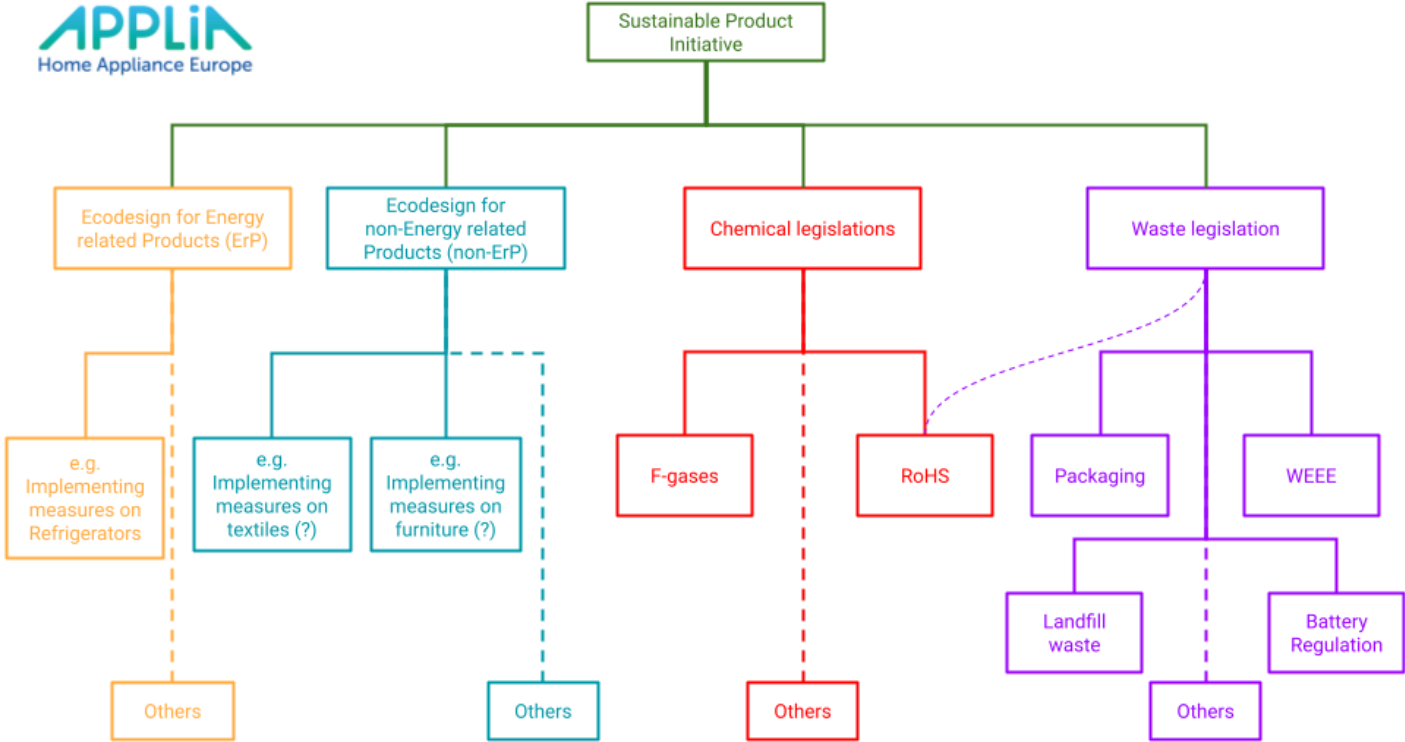 APPLiA
Home Appliance Europe
Sustainable Product
Initiative
Ecodesign for Energy
related Products (ErP)
Ecodesign for
non-Energy related
Products (non-ErP)
Chemical legislations
Waste legislation
e.g.
Implementing
measures on
Refrigerators
e.g.
Implementing
measures on
textiles (?)
e.g.
Implementing
measures on
furniture (?)
F-gases
RoHS
Packaging
WEEE
Landfill
waste
Battery
Regulation
Others
Others
Others
Others